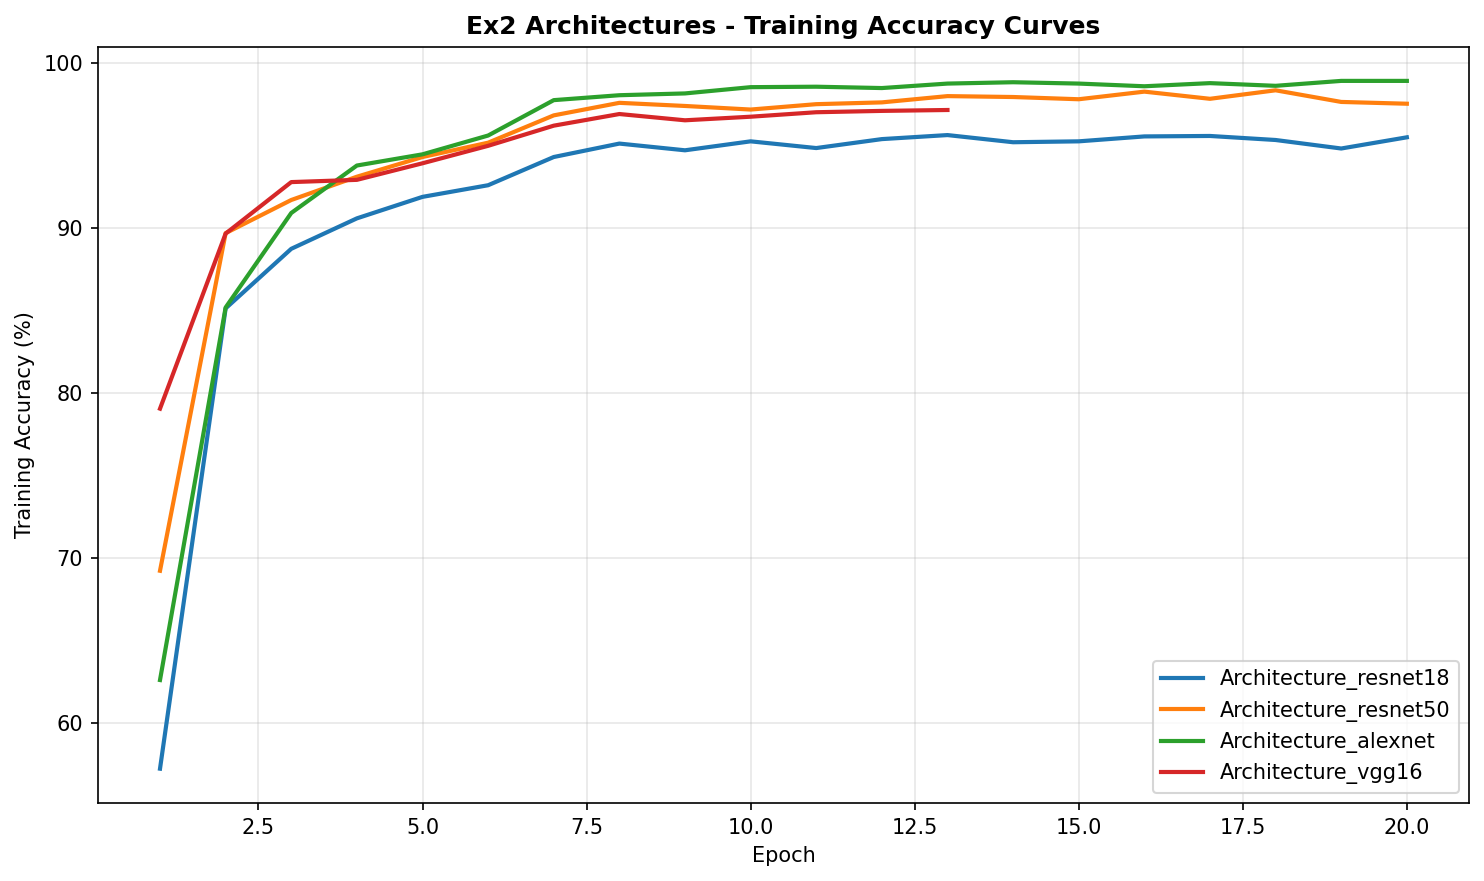 Ex2 Architectures - Training Accuracy Curves
100
90
80
70
60
Training Accuracy (%)
2.5
5.0
7.5
10.0
12.5
15.0
17.5
20.0
Epoch
Architecture_resnet18
Architecture_resnet50
Architecture_alexnet
Architecture_vgg16